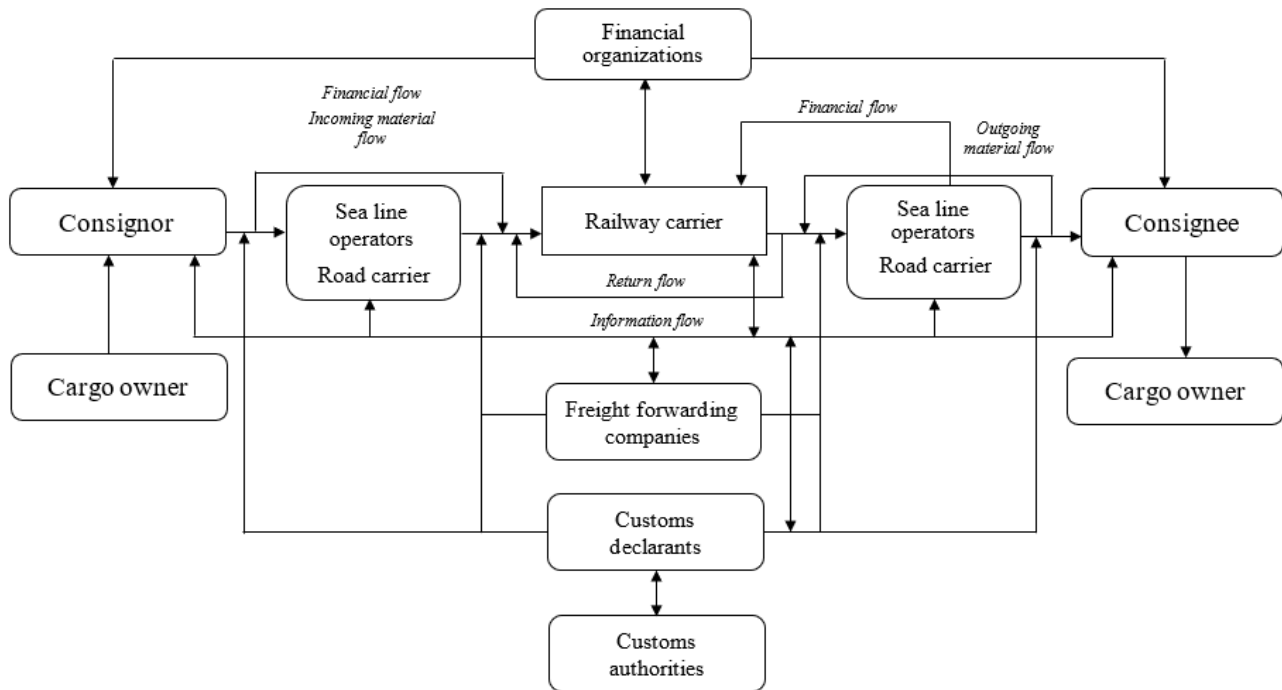 Financial
organizations
Financial flow
Incoming material
flow
Financial flow
Outgoing
material flow
Consignor
Sea line
operators
Road carrier
Railway carrier
Sea line
operators
Road carrier
Consignee
Return flow
Information flow
Cargo owner
Cargo owner
Freight forwarding
companies
Customs
declarants
Customs
authorities